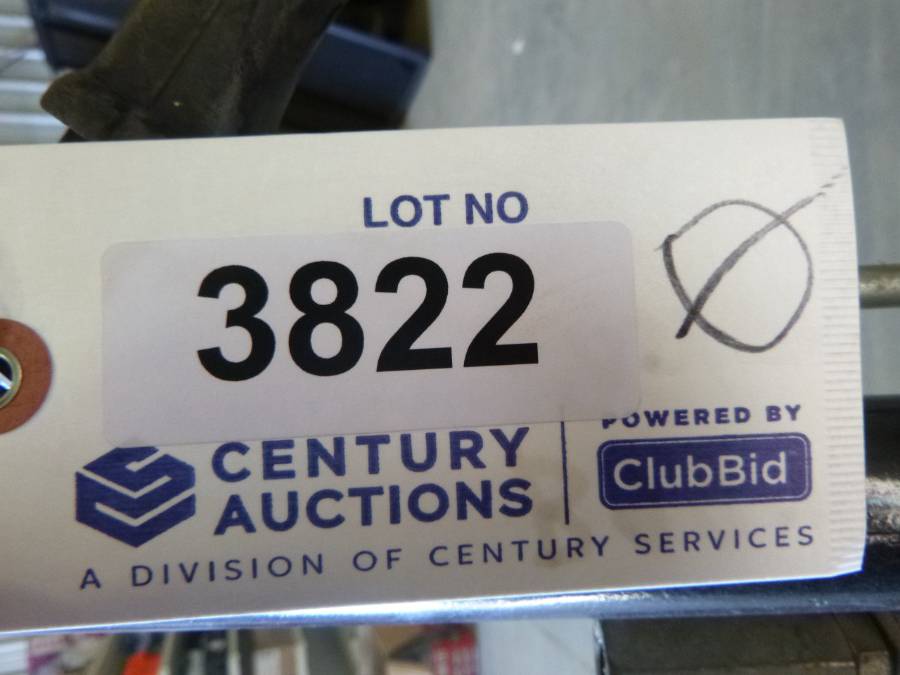 LOT NO
3822
CENTURY
AUCTIONS
POWERED BY
ClubBid
A DIVISION OF CENTURY SERVICES